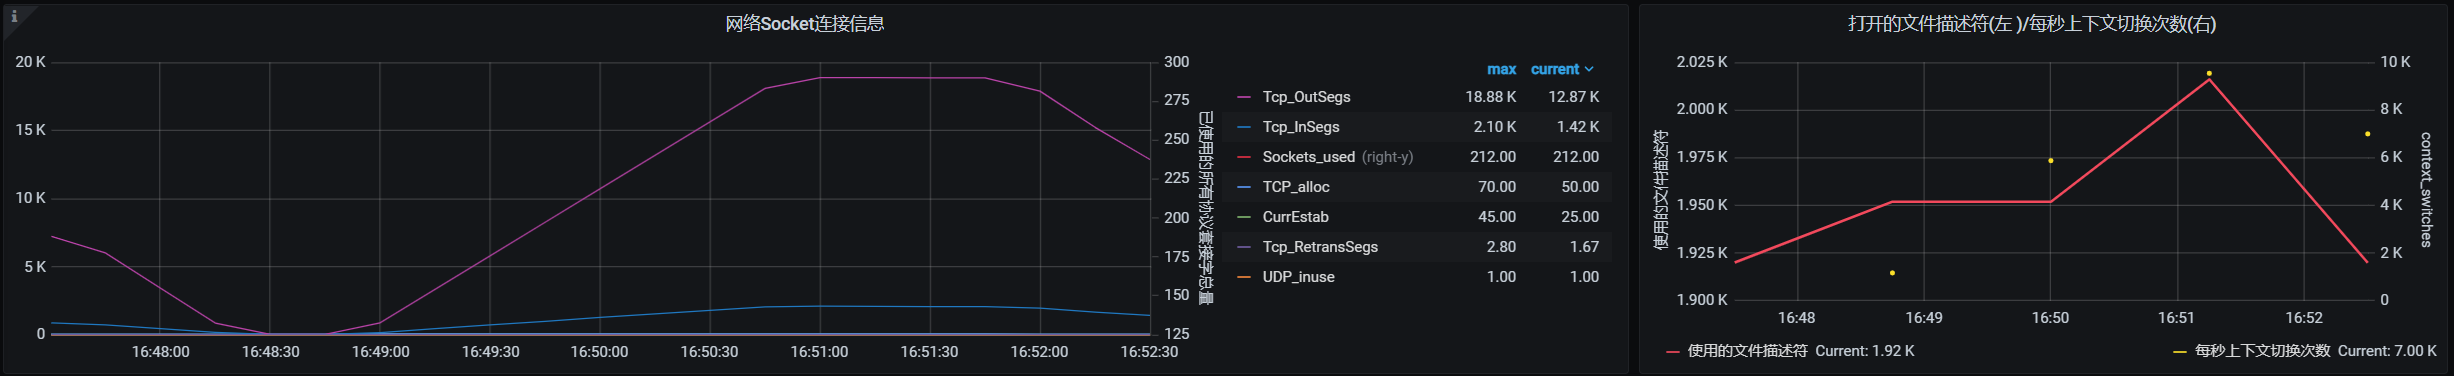 网络Socket连接信息
20 K
15 K
10 K
5 K
0
300
275
250
225
200
175
150
125
已使用的所有协议套接字总量
16:48:00 16:48:30 16:49:00 16:49:30 16:50:00 16:50:30 16:51:00 16:51:30 16:52:00 16:52:30
max current
Tcp_OutSegs 18.88 K 12.87 K
Tcp_InSegs 2.10 K 1.42 K
Sockets_used (right-y) 212.00 212.00
TCP_alloc 70.00 50.00
CurrEstab 45.00 25.00
Tcp_RetransSegs 2.80 1.67
UDP_inuse 1.00 1.00
打开的文件描述符(左 )/每秒上下文切换次数(右)
使用的文件描述符
2.025 K
2.000 K
1.975 K
1.950 K
1.925 K
1.900 K
10 K
8 K
6 K
4 K
2 K
0
context_switches
16:48 16:49 16:50 16:51 16:52
使用的文件描述符 Current: 1.92 K
每秒上下文切换次数 Current: 7.00 K